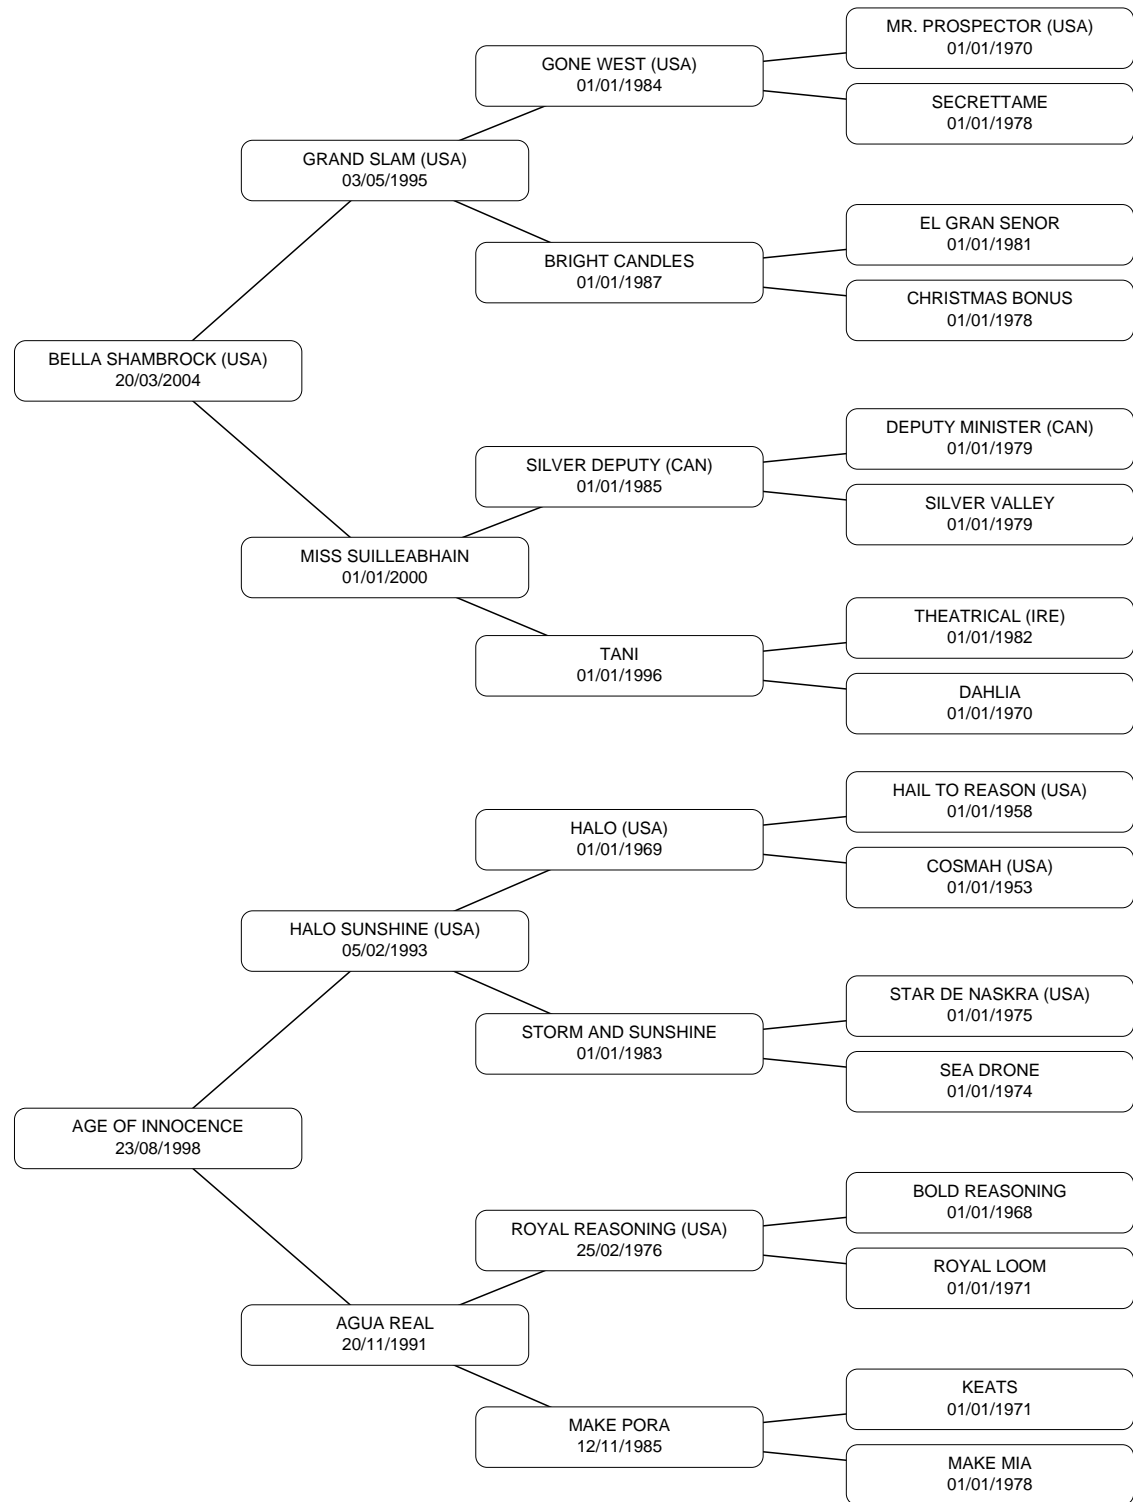 MR. PROSPECTOR (USA)
01/01/1970
GONE WEST (USA)
01/01/1984
SECRETTAME
01/01/1978
GRAND SLAM (USA)
03/05/1995
EL GRAN SENOR
01/01/1981
BRIGHT CANDLES
01/01/1987
CHRISTMAS BONUS
01/01/1978
BELLA SHAMBROCK (USA)
20/03/2004
DEPUTY MINISTER (CAN)
01/01/1979
SILVER DEPUTY (CAN)
01/01/1985
SILVER VALLEY
01/01/1979
MISS SUILLEABHAIN
01/01/2000
THEATRICAL (IRE)
01/01/1982
TANI
01/01/1996
DAHLIA
01/01/1970
HAIL TO REASON (USA)
01/01/1958
HALO (USA)
01/01/1969
COSMAH (USA)
01/01/1953
HALO SUNSHINE (USA)
05/02/1993
STAR DE NASKRA (USA)
01/01/1975
STORM AND SUNSHINE
01/01/1983
SEA DRONE
01/01/1974
AGE OF INNOCENCE
23/08/1998
BOLD REASONING
01/01/1968
ROYAL REASONING (USA)
25/02/1976
ROYAL LOOM
01/01/1971
AGUA REAL
20/11/1991
KEATS
01/01/1971
MAKE PORA
12/11/1985
MAKE MIA
01/01/1978